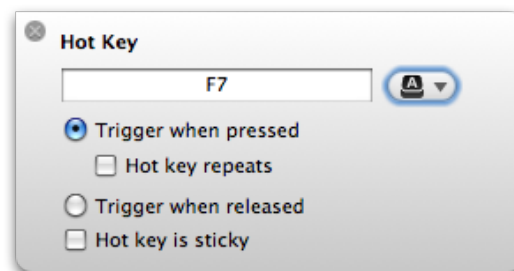 Hot Key
F7
A
Trigger when pressed
Hot key repeats
Trigger when released
Hot key is sticky